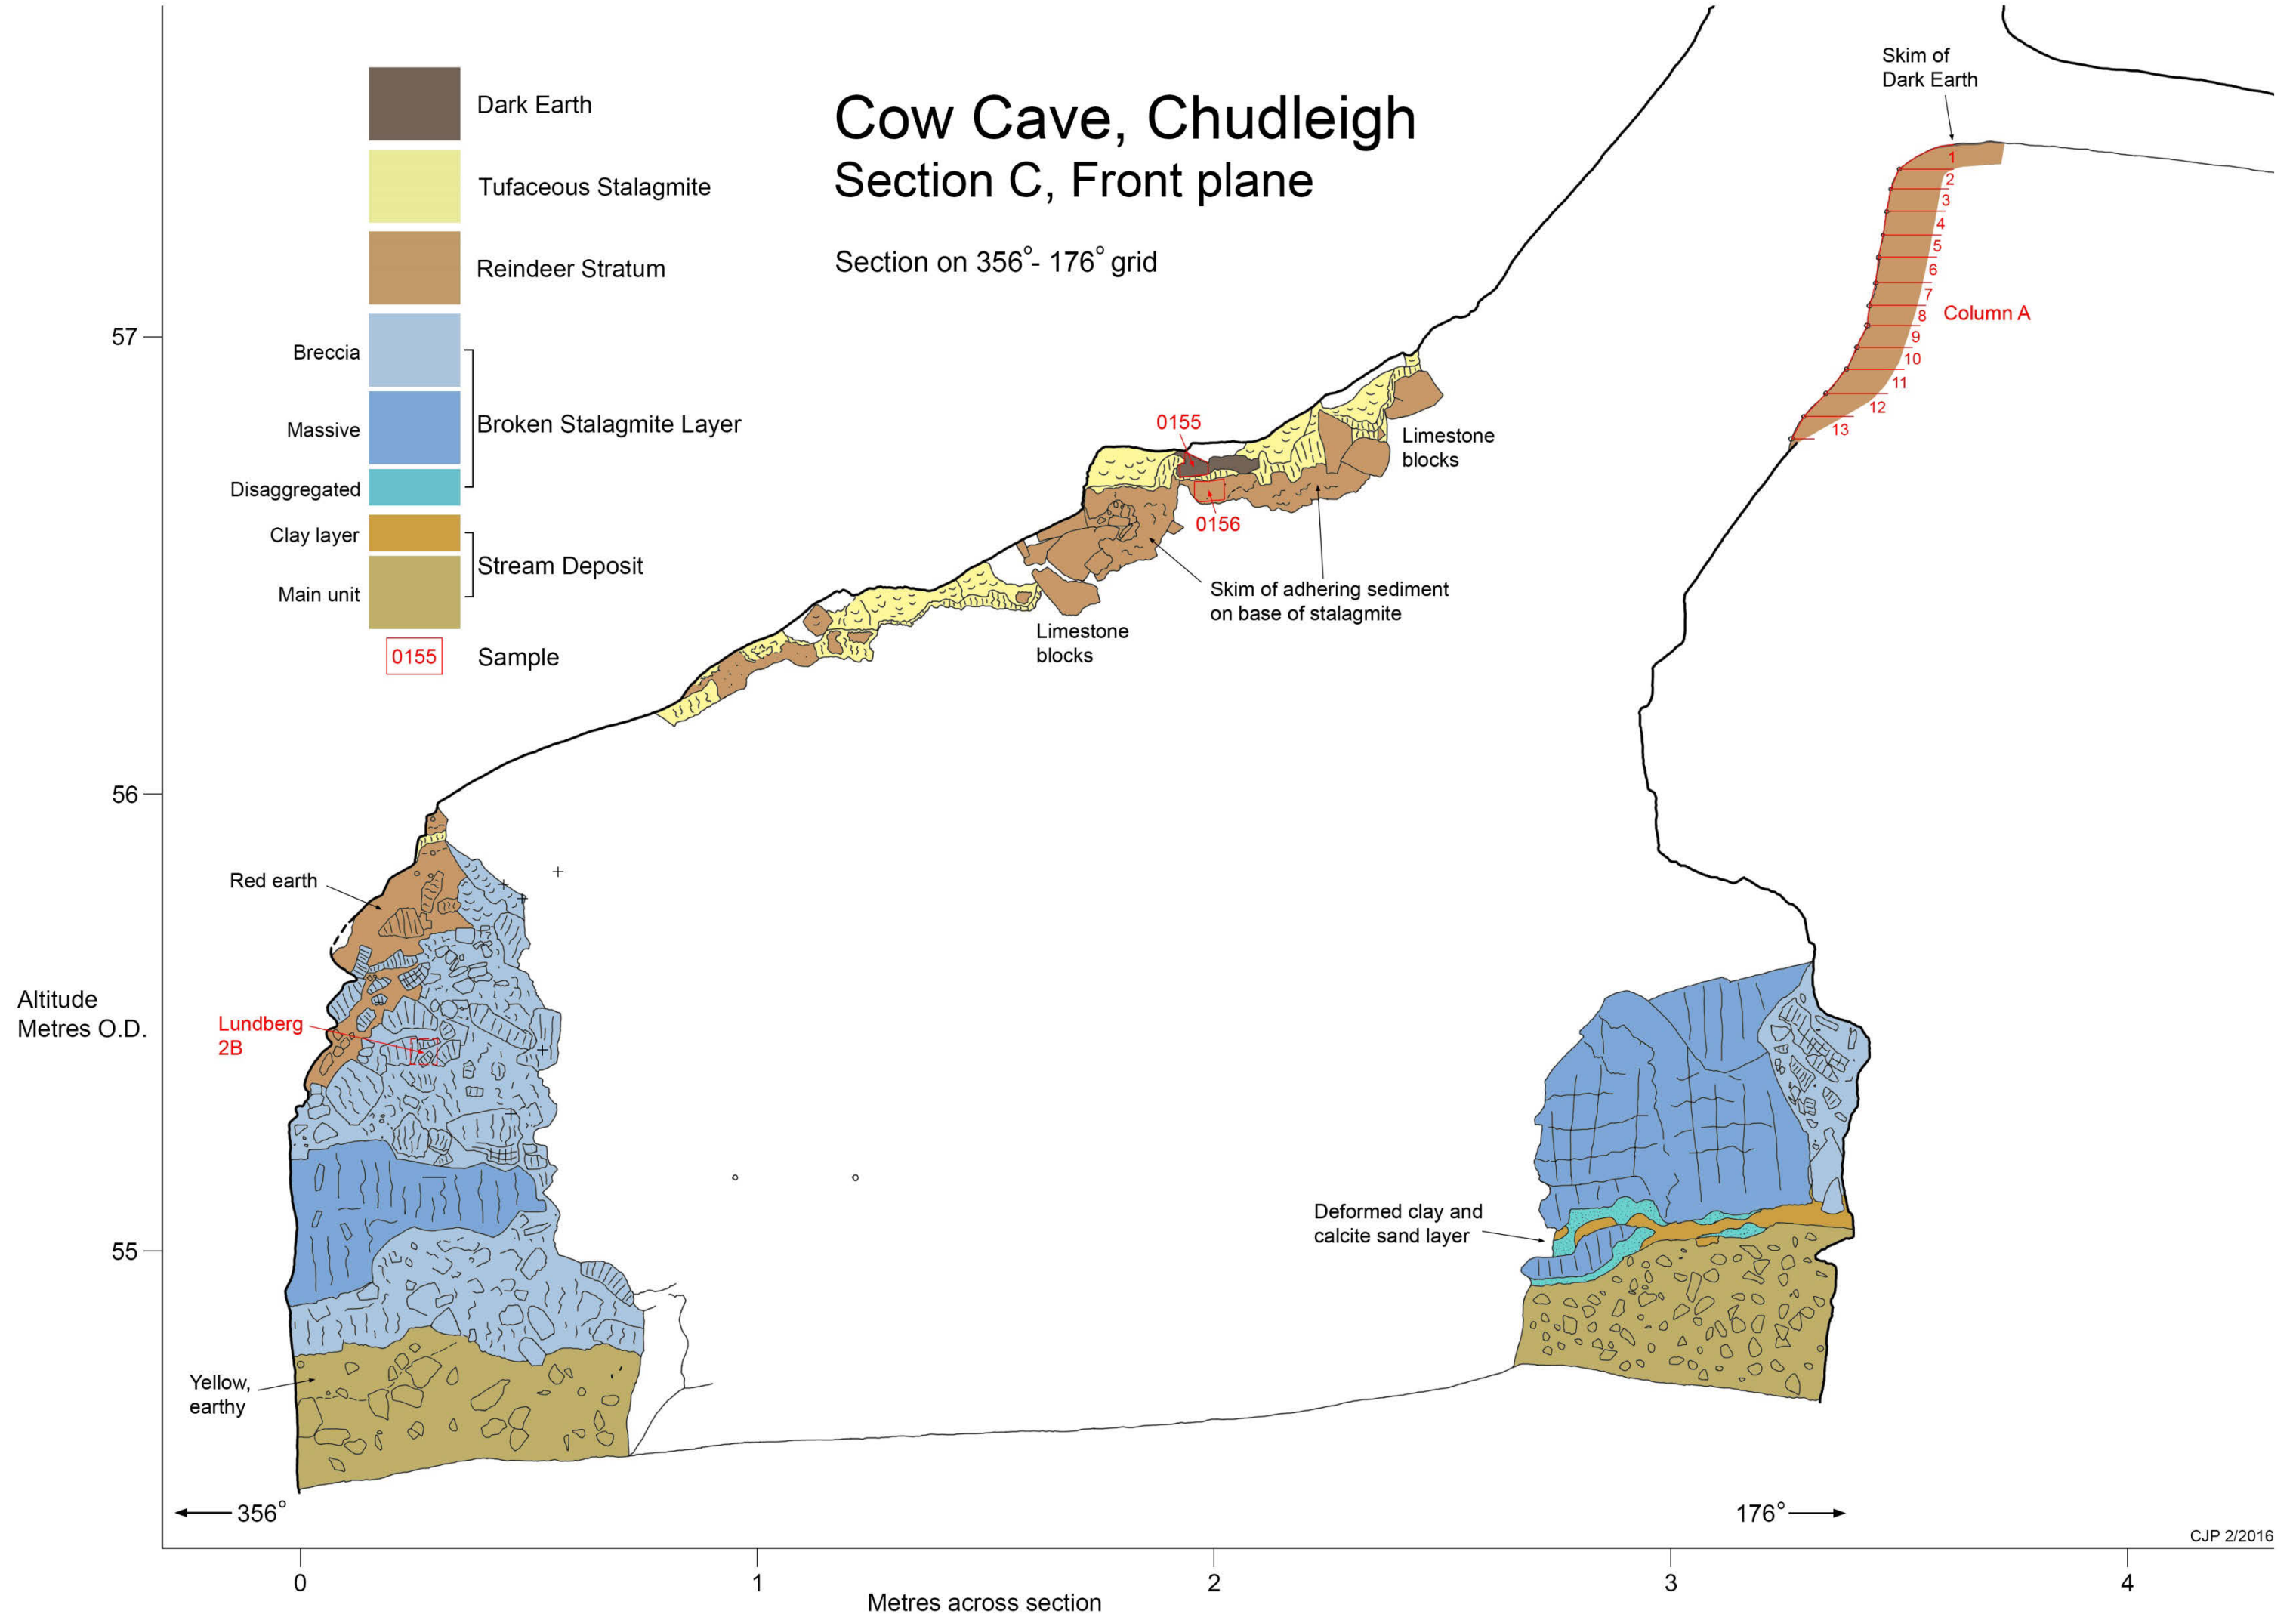 Cow Cave, Chudleigh
Section C, Front plane
Section on 356°- 176° grid
Dark Earth
Tufaceous Stalagmite
Reindeer Stratum
Breccia
Massive
Broken Stalagmite Layer
Disaggregated
Clay layer
Stream Deposit
Main unit
0155
Sample
Skim of
Dark Earth
1
2
3
4
5
6
7
8
9
10
11
12
13
Column A
0155
0156
Limestone
blocks
Skim of adhering sediment
on base of stalagmite
Limestone
blocks
57
56
55
Altitude
Metres O.D.
Red earth
Lundberg
2B
Yellow,
earthy
Deformed clay and
calcite sand layer
356°
176°
CJP 2/2016
0
1
2
3
4
Metres across section